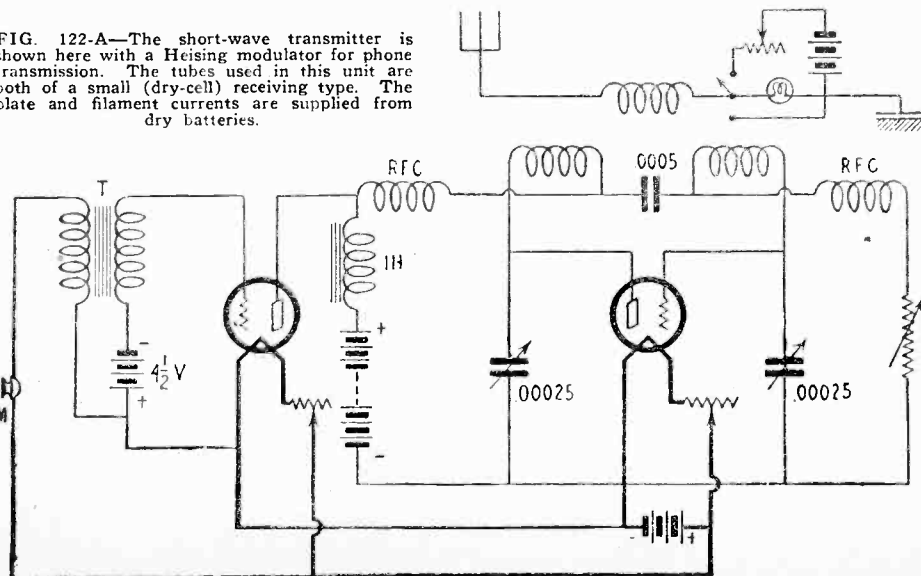 FIG. 122-A—The short-wave transmitter is
shown here with a Heising modulator for phone
transmission. The tubes used in this unit are
both of a small (dry-cell) receiving type. The
plate and filament currents are supplied from
dry batteries.
RFC
.0005
RFC
T
1H
-
4½ V
+
+
-
.00025
.00025
M
-
+